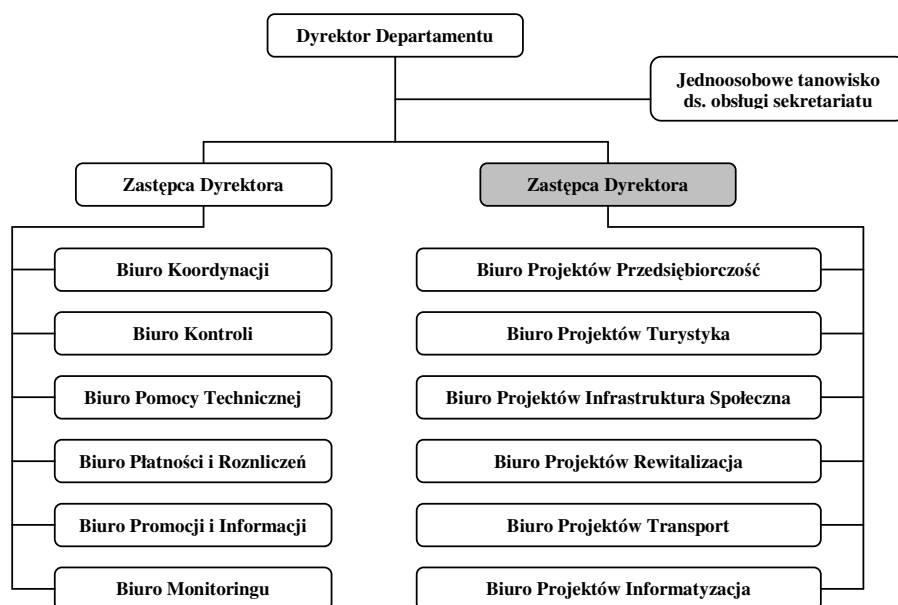 Dyrektor Departamentu
Jednoosobowe tanowisko
ds. obsługi sekretariatu
Zastępca Dyrektora
Zastępca Dyrektora
Biuro Koordynacji
Biuro Kontroli
Biuro Pomocy Technicznej
Biuro Płatności i Roznliczeń
Biuro Promocji i Informacji
Biuro Monitoringu
Biuro Projektów Przedsiębiorczość
Biuro Projektów Turystyka
Biuro Projektów Infrastruktura Społeczna
Biuro Projektów Rewitalizacja
Biuro Projektów Transport
Biuro Projektów Informatyzacja